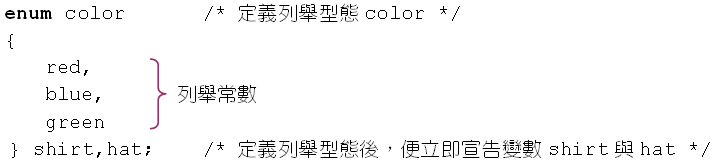 enum color /* 定義列舉型態 color */
{
red,
blue, 列舉常數
green
} shirt,hat; /* 定義列舉型態後，便立即宣告變數 shirt 與 hat */